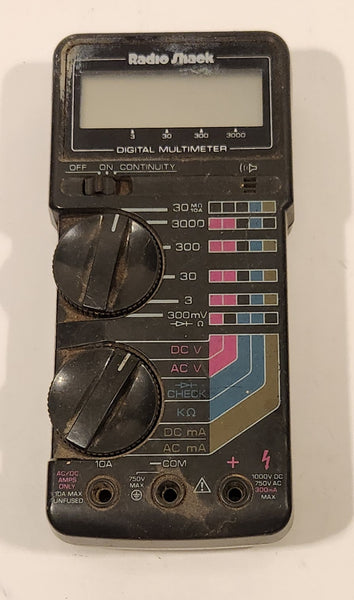 Radio Shack
3 30 300 3000
DIGITAL MULTIMETER
OFF ON CONTINUITY
30 MΩ 10A
3000
300
30
3
300mV
Ω
DC V
AC V
CHECK
KΩ
DC mA
AC mA
10A COM +
AC/DC AMPS ONLY
10A MAX UNFUSED
750V MAX
1000V DC
750V AC
300mA
MAX